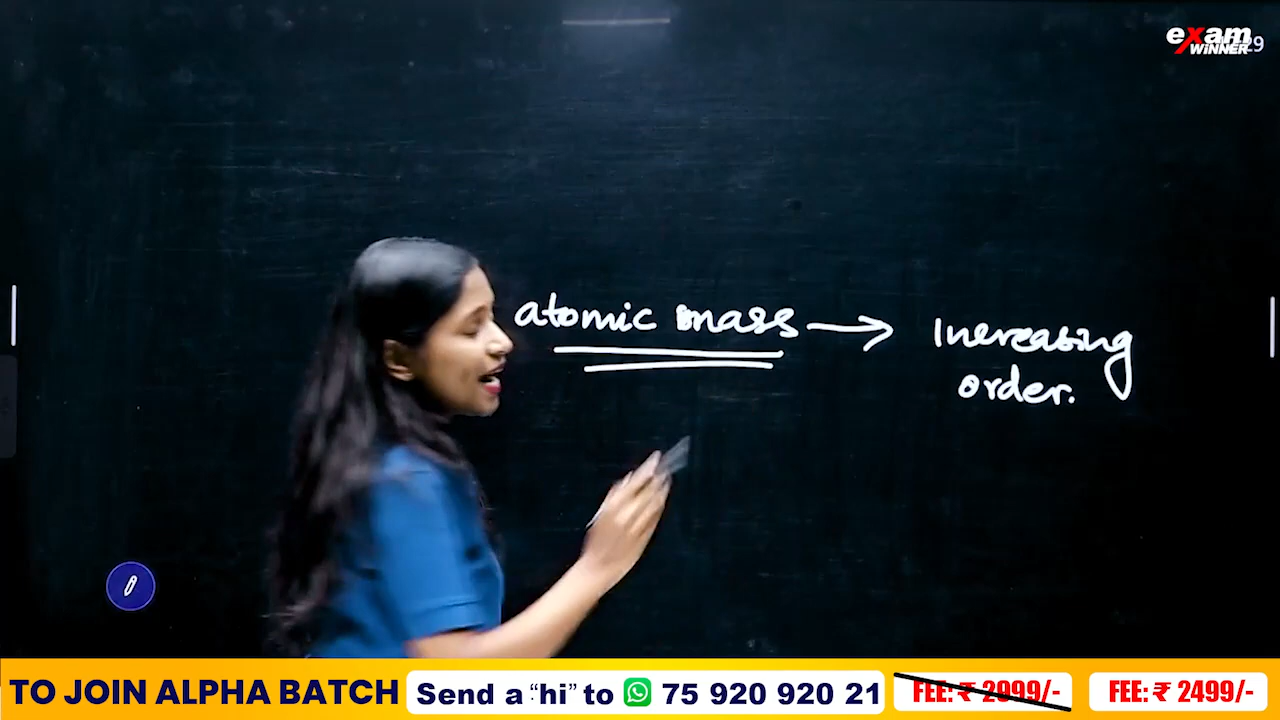 exam
WiNNER
29
atomic mass → Increasing
order.
TO JOIN ALPHA BATCH
Send a “hi” to 75 920 920 21
FEE: ₹ 2999/-
FEE: ₹ 2499/-